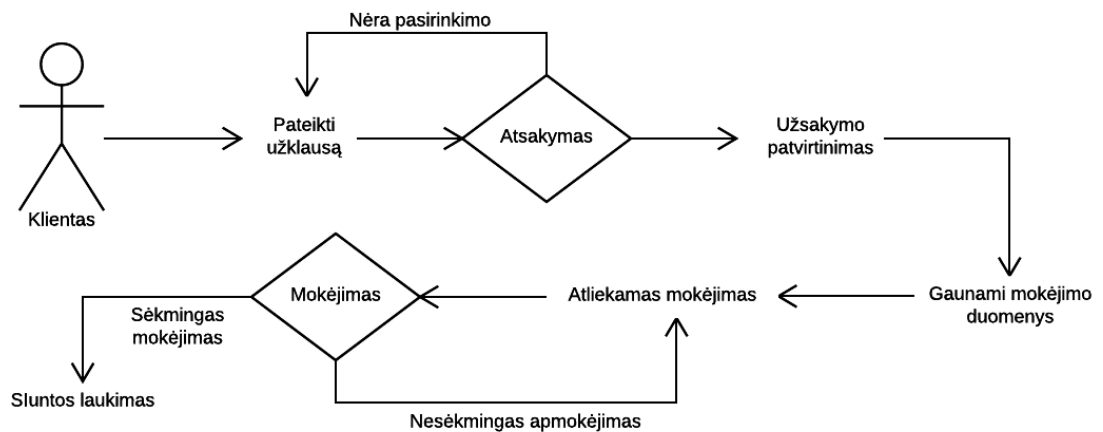 Nėra pasirinkimo
Pateikti
užklausą
Atsakymas
Užsakymo
patvirtinimas
Klientas
Mokėjimas
Atliekamas mokėjimas
Gaunami mokėjimo
duomenys
Sėkmingas
mokėjimas
SIuntos laukimas
Nesėkmingas apmokėjimas